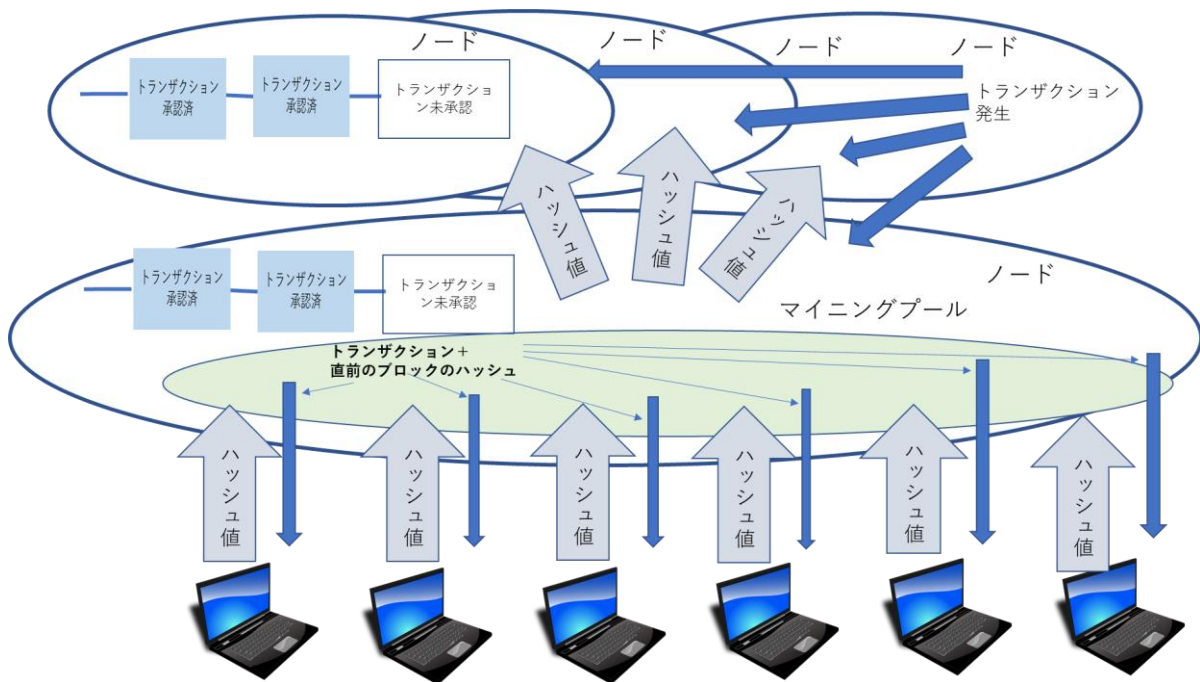 ノード
ノード
ノード
ノード
トランザクション
承認済
トランザクション
承認済
トランザクショ
ン未承認
トランザクション
発生
ハッシュ値
ハッシュ値
ハッシュ値
トランザクション
承認済
トランザクション
承認済
トランザクショ
ン未承認
ノード
マイニングプール
トランザクション＋
直前のブロックのハッシュ
ハッシュ値
ハッシュ値
ハッシュ値
ハッシュ値
ハッシュ値
ハッシュ値